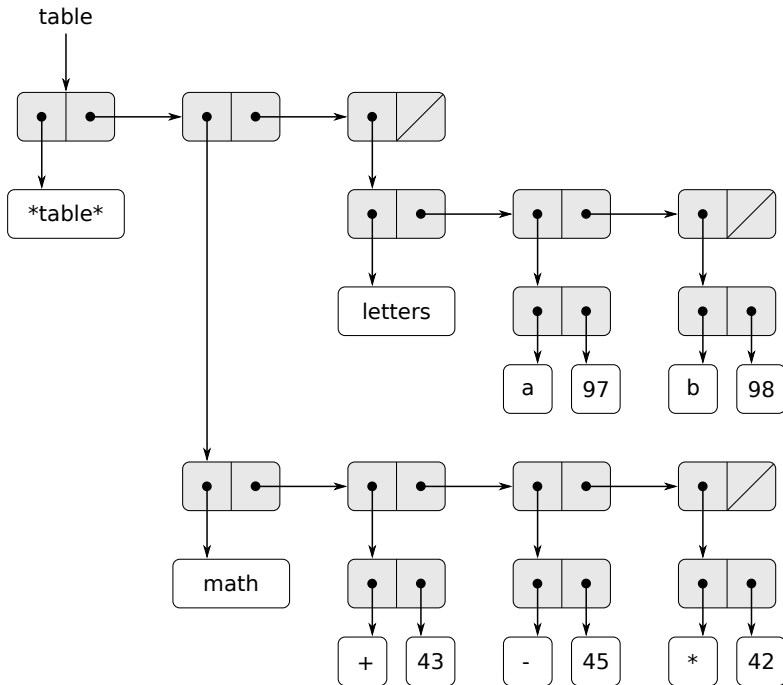 table
*table*
letters
a 97 b 98
math
+ 43 - 45 * 42